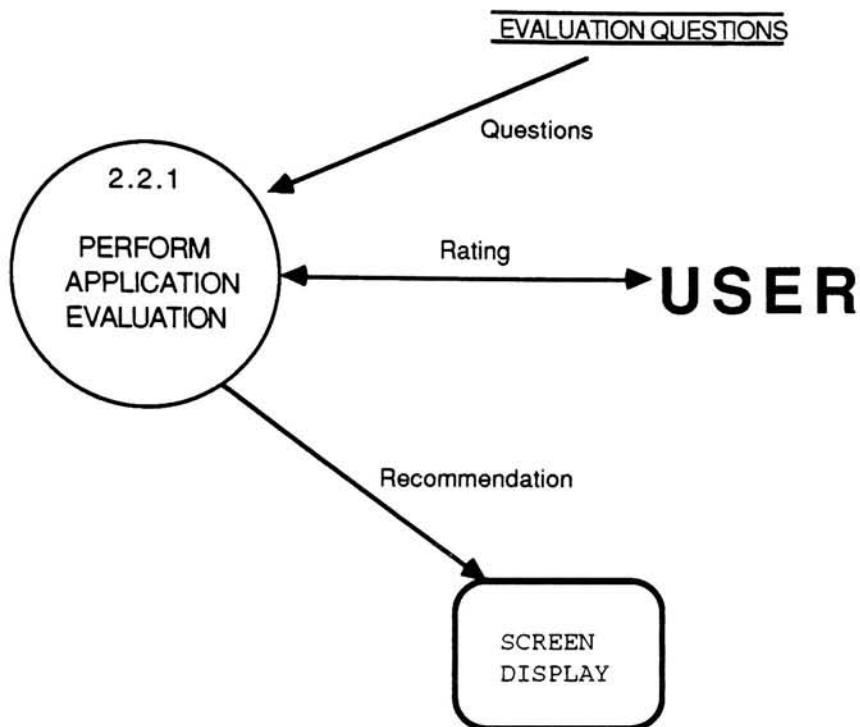 EVALUATION QUESTIONS
Questions
2.2.1
PERFORM
APPLICATION
EVALUATION
Rating
USER
Recommendation
SCREEN
DISPLAY